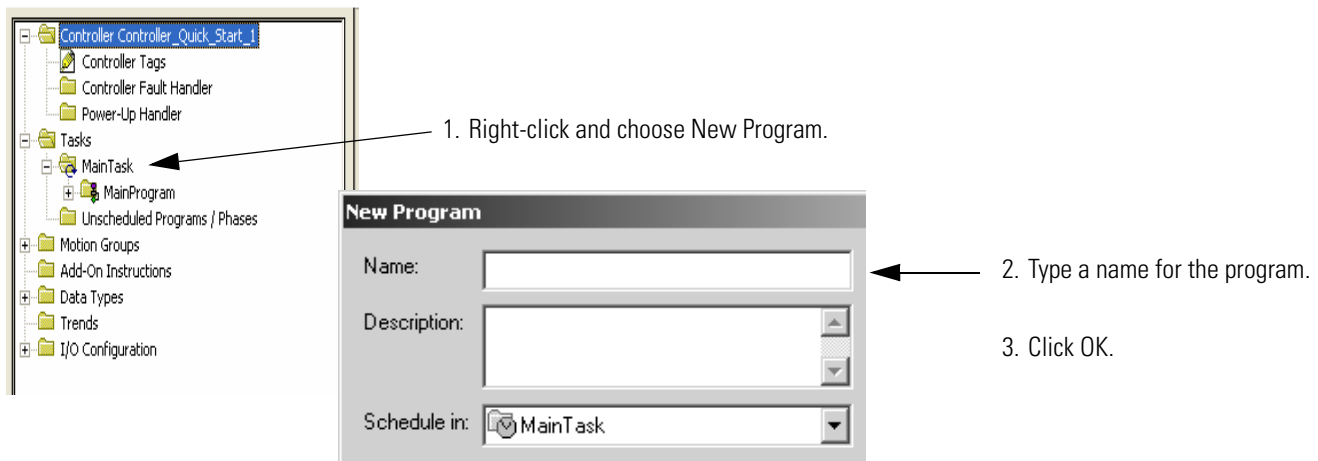 Controller Controller_Quick_Start_1
Controller Tags
Controller Fault Handler
Power-Up Handler
Tasks
MainTask
MainProgram
Unscheduled Programs / Phases
Motion Groups
Add-On Instructions
Data Types
Trends
I/O Configuration
1. Right-click and choose New Program.
New Program
Name:
Description:
Schedule in: MainTask
2. Type a name for the program.
3. Click OK.